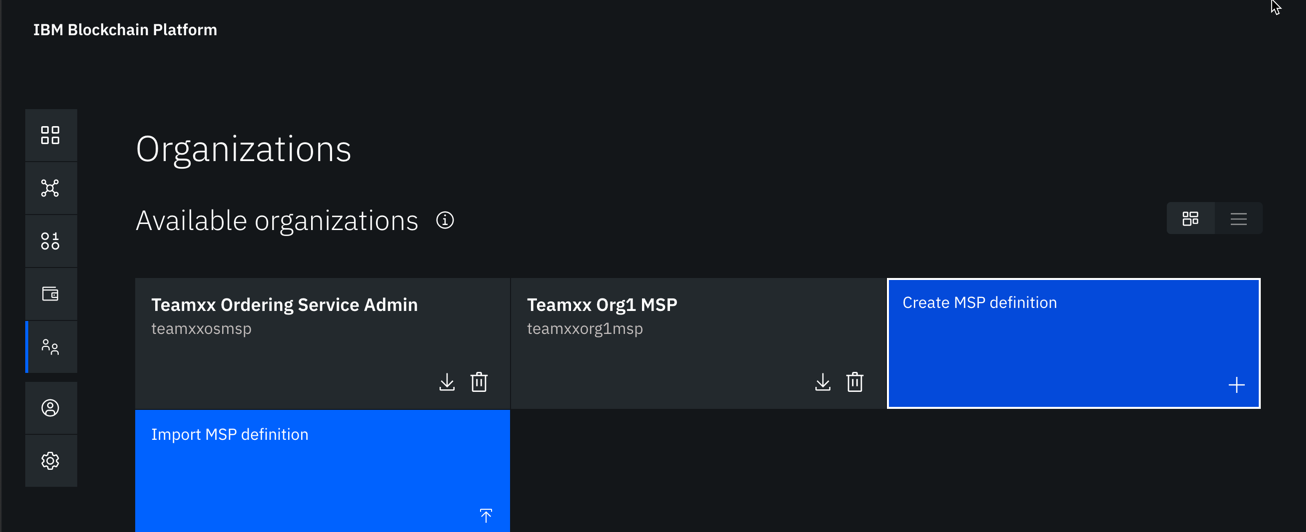 IBM Blockchain Platform
Organizations
Available organizations
Teamxx Ordering Service Admin
teamxxosmsp
Teamxx Org1 MSP
teamxxorg1msp
Create MSP definition
Import MSP definition